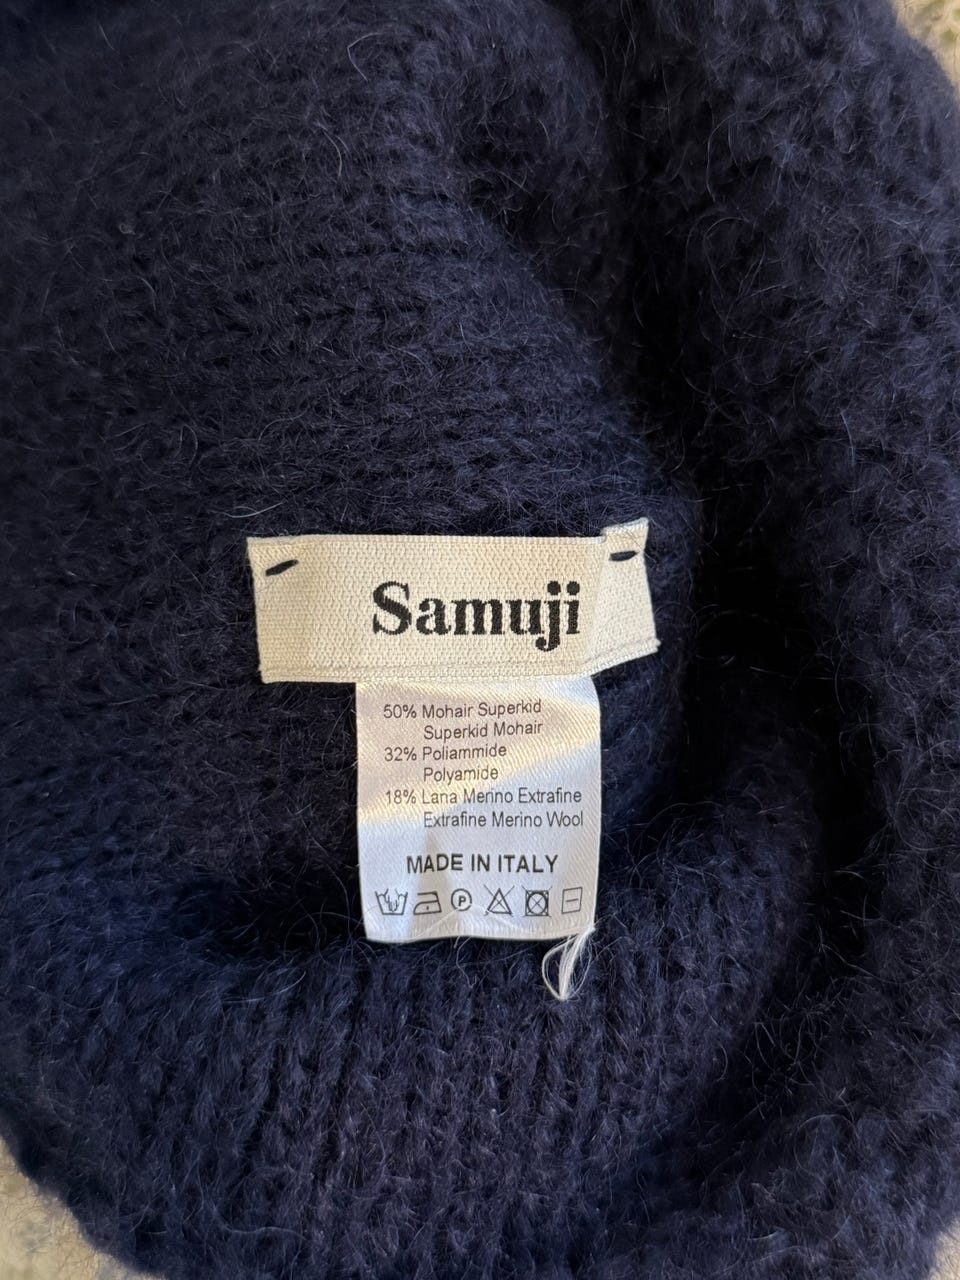 Samuji
50% Mohair Superkid
Superkid Mohair
32% Poliammide
Polyamide
18% Lana Merino Extrafine
Extrafine Merino Wool
MADE IN ITALY
P